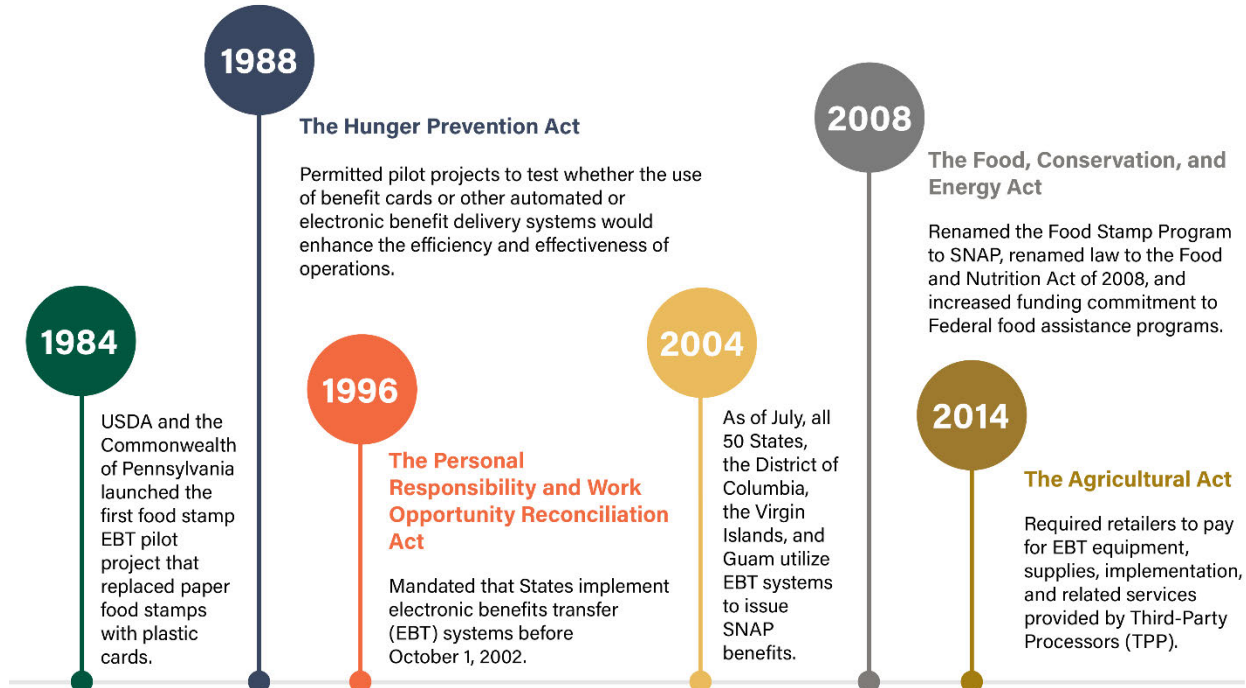 1984
USDA and the
Commonwealth
of Pennsylvania
launched the
first food stamp
EBT pilot
project that
replaced paper
food stamps
with plastic
cards.
1988
The Hunger Prevention Act
Permitted pilot projects to test whether the use
of benefit cards or other automated or
electronic benefit delivery systems would
enhance the efficiency and effectiveness of
operations.
1996
The Personal
Responsibility and Work
Opportunity Reconciliation
Act
Mandated that States implement
electronic benefits transfer
(EBT) systems before
October 1, 2002.
2004
As of July, all
50 States,
the District of
Columbia,
the Virgin
Islands, and
Guam utilize
EBT systems
to issue
SNAP
benefits.
2008
The Food, Conservation, and
Energy Act
Renamed the Food Stamp Program
to SNAP, renamed law to the Food
and Nutrition Act of 2008, and
increased funding commitment to
Federal food assistance programs.
2014
The Agricultural Act
Required retailers to pay
for EBT equipment,
supplies, implementation,
and related services
provided by Third-Party
Processors (TPP).